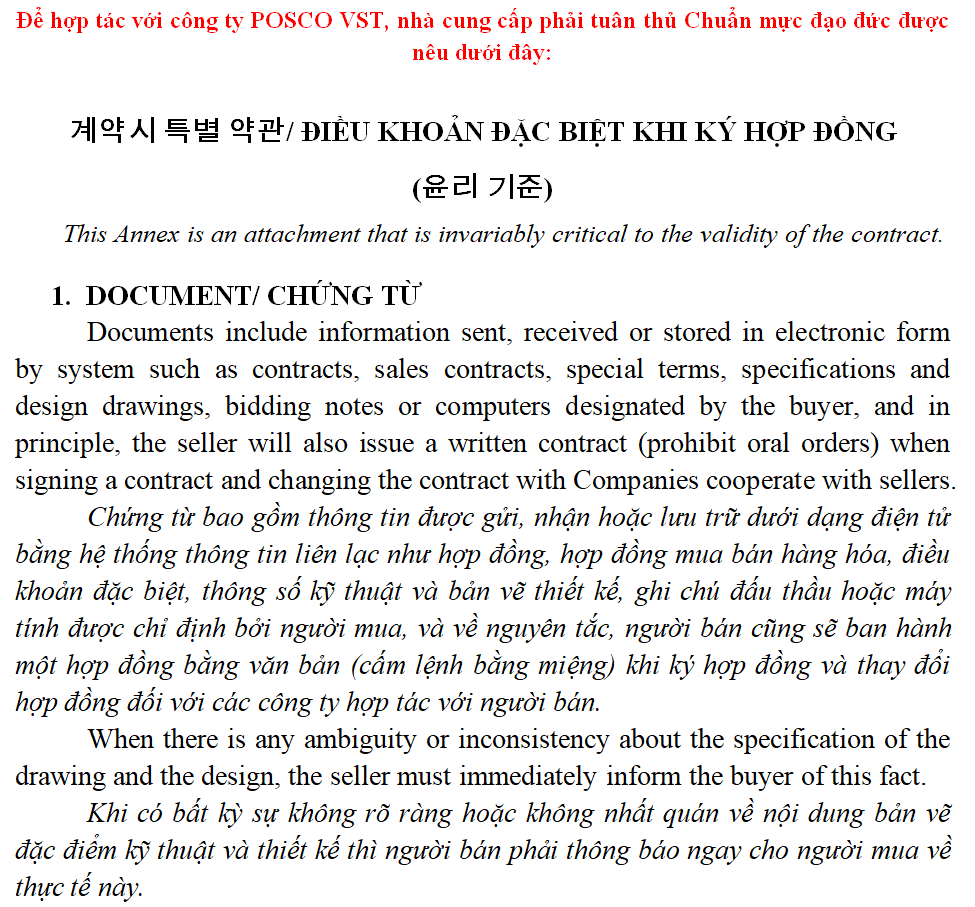 Để hợp tác với công ty POSCO VST, nhà cung cấp phải tuân thủ Chuẩn mực đạo đức được
nêu dưới đây:
계약시 특별 약관/ ĐIỀU KHOẢN ĐẶC BIỆT KHI KÝ HỢP ĐỒNG
(윤리 기준)
This Annex is an attachment that is invariably critical to the validity of the contract.
1. DOCUMENT/ CHỨNG TỪ
Documents include information sent, received or stored in electronic form
by system such as contracts, sales contracts, special terms, specifications and
design drawings, bidding notes or computers designated by the buyer, and in
principle, the seller will also issue a written contract (prohibit oral orders) when
signing a contract and changing the contract with Companies cooperate with sellers.
Chứng từ bao gồm thông tin được gửi, nhận hoặc lưu trữ dưới dạng điện tử
bằng hệ thống thông tin liên lạc như hợp đồng, hợp đồng mua bán hàng hóa, điều
khoản đặc biệt, thông số kỹ thuật và bản vẽ thiết kế, ghi chú đấu thầu hoặc máy
tính được chỉ định bởi người mua, và về nguyên tắc, người bán cũng sẽ ban hành
một hợp đồng bằng văn bản (cấm lệnh bằng miệng) khi ký hợp đồng và thay đổi
hợp đồng đối với các công ty hợp tác với người bán.
When there is any ambiguity or inconsistency about the specification of the
drawing and the design, the seller must immediately inform the buyer of this fact.
Khi có bất kỳ sự không rõ ràng hoặc không nhất quán về nội dung bản vẽ
đặc điểm kỹ thuật và thiết kế thì người bán phải thông báo ngay cho người mua về
thực tế này.